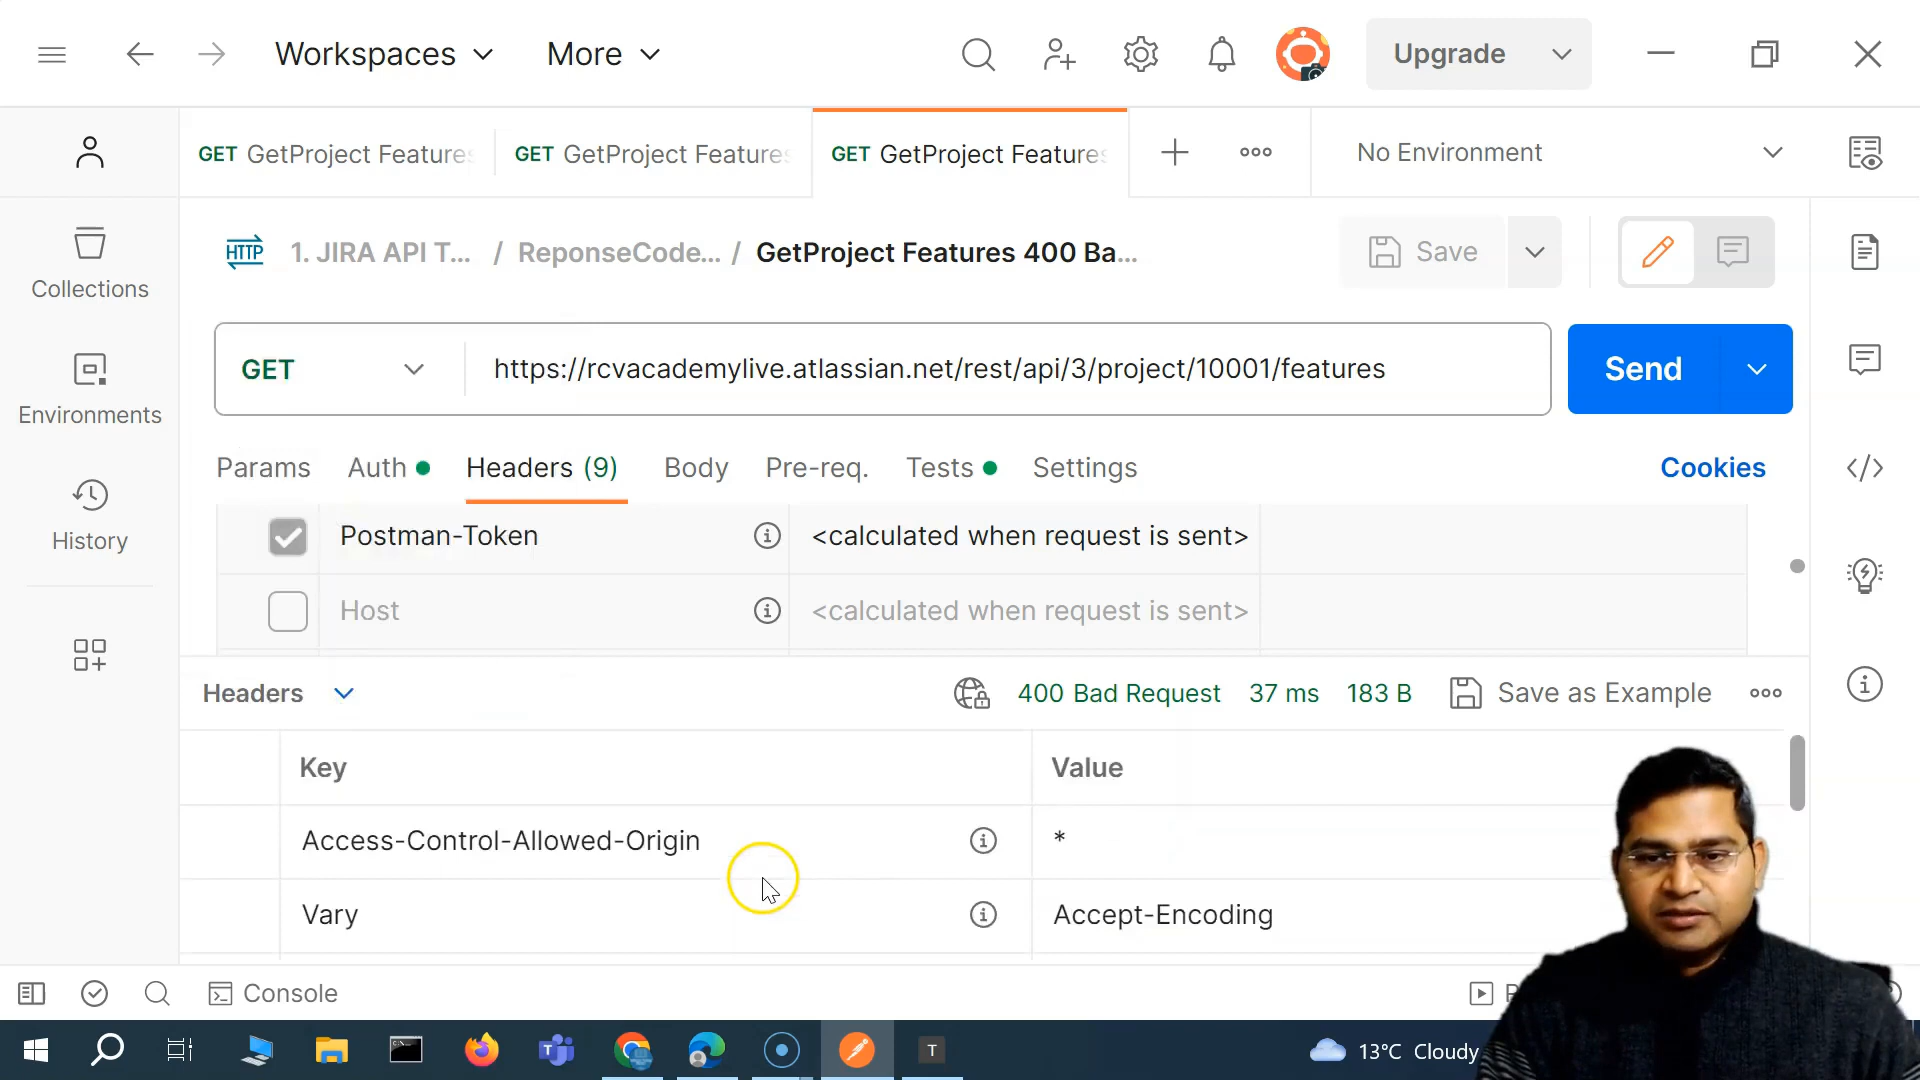 Workspaces More Upgrade
GET GetProject Features GET GetProject Features GET GetProject Features No Environment
HTTP 1. JIRA API T... / ReponseCode... / GetProject Features 400 Ba... Save
Collections
GET https://rcvacademylive.atlassian.net/rest/api/3/project/10001/features Send
Environments
Params Auth Headers (9) Body Pre-req. Tests Settings Cookies
Postman-Token <calculated when request is sent>
History
Host <calculated when request is sent>
Headers 400 Bad Request 37 ms 183 B Save as Example
Key Value
Access-Control-Allowed-Origin *
Vary Accept-Encoding
Console
T 13°C Cloudy